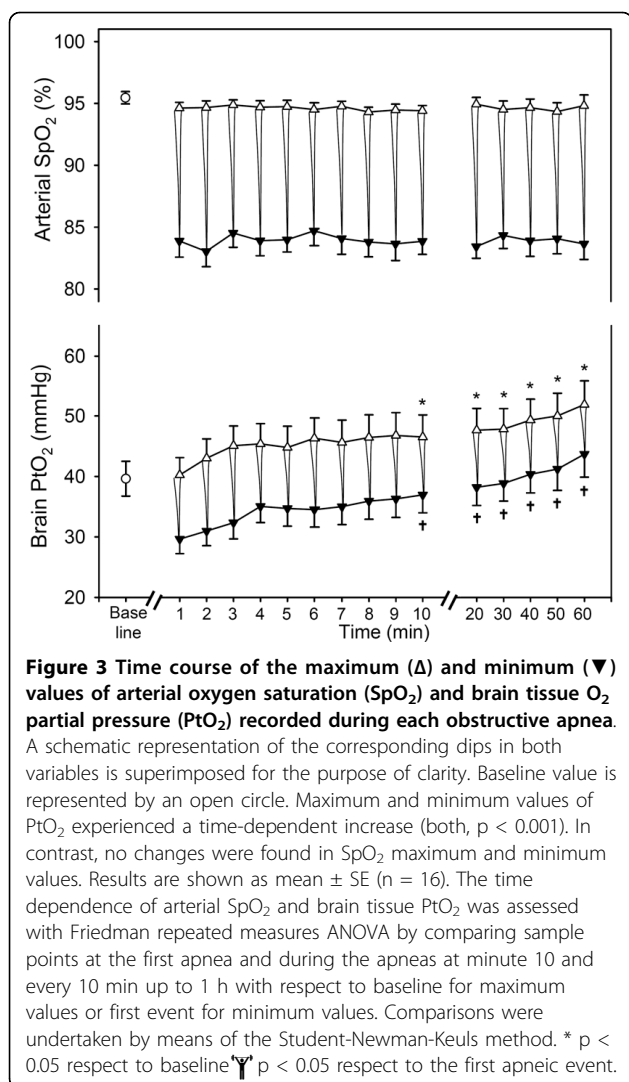 100
95
90
85
80
Arterial SpO₂ (%)
60
50
40
30
20
Brain PtO₂ (mmHg)
* * * * * *
† † † † † †
Base line
1 2 3 4 5 6 7 8 9 10 20 30 40 50 60
Time (min)
Figure 3 Time course of the maximum (Δ) and minimum (▼)
values of arterial oxygen saturation (SpO₂) and brain tissue O₂
partial pressure (PtO₂) recorded during each obstructive apnea.
A schematic representation of the corresponding dips in both
variables is superimposed for the purpose of clarity. Baseline value is
represented by an open circle. Maximum and minimum values of
PtO₂ experienced a time-dependent increase (both, p < 0.001). In
contrast, no changes were found in SpO₂ maximum and minimum
values. Results are shown as mean ± SE (n = 16). The time
dependence of arterial SpO₂ and brain tissue PtO₂ was assessed
with Friedman repeated measures ANOVA by comparing sample
points at the first apnea and during the apneas at minute 10 and
every 10 min up to 1 h with respect to baseline for maximum
values or first event for minimum values. Comparisons were
undertaken by means of the Student-Newman-Keuls method. * p <
0.05 respect to baseline p < 0.05 respect to the first apneic event.